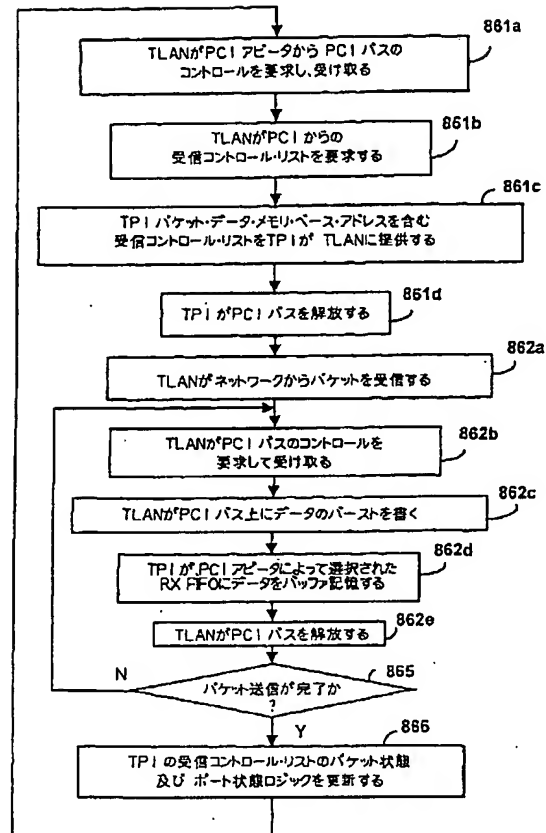 861a
TLANがPCIアビータから PCIバスの
コントロールを要求し、受け取る
861b
TLANがPCIからの
受信コントロール・リストを要求する
861c
TPIパケット・データ・メモリ・ベース・アドレスを含む
受信コントロール・リストをTPIが TLANに提供する
861d
TPIがPCIバスを解放する
862a
TLANがネットワークからパケットを受信する
862b
TLANがPCIバスのコントロールを
要求して受け取る
862c
TLANがPCIバス上にデータのバーストを書く
862d
TPIが、PCIアビータによって選択された
RX FIFOにデータをバッファ記憶する
862e
TLANがPCIバスを解放する
865
N
パケット送信が完了か
?
Y
866
TPIの受信コントロール・リストのパケット状態
及び ポート状態ロジックを更新する